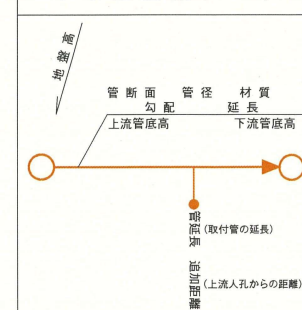 地盤高
管断面 管径 材質
勾配 延長
上流管底高 下流管底高
管延長 (取付管の延長)
追加距離 (上流人孔からの距離)